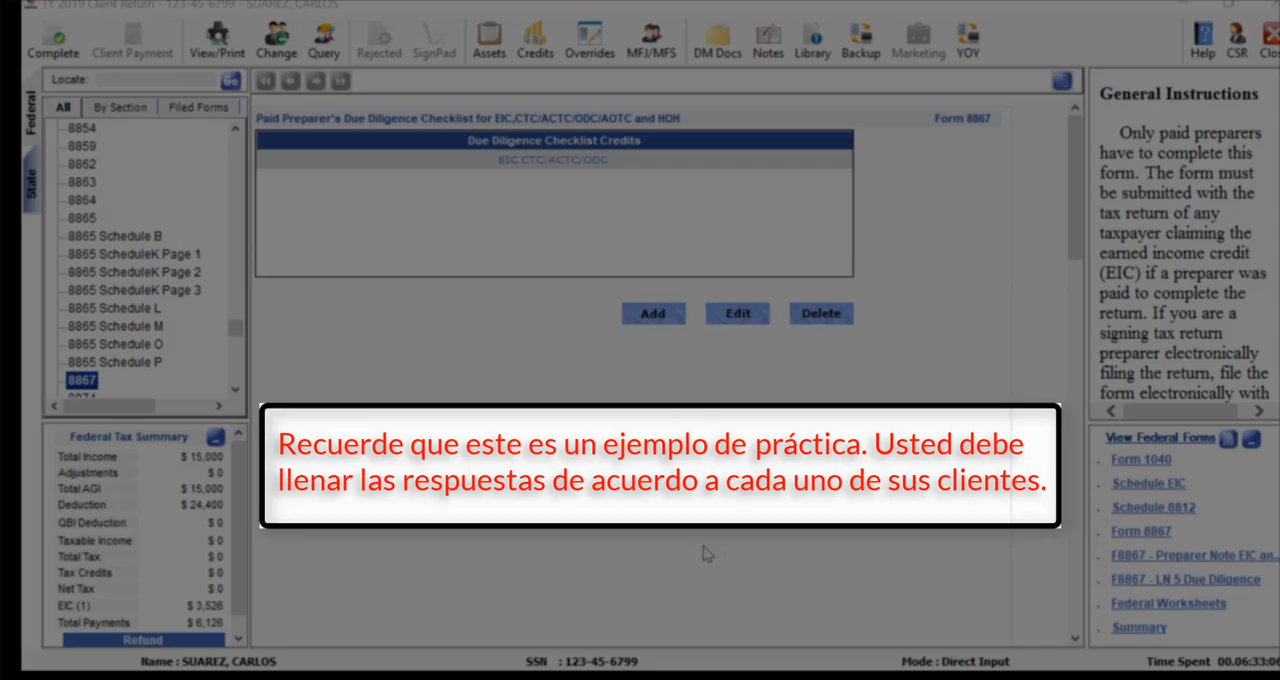 TY 2019 Client Return - 123-45-6799 - SUAREZ, CARLOS
Complete
Client Payment
View/Print
Change
Query
Rejected
SignPad
Assets
Credits
Overrides
MFJ/MFS
DM Docs
Notes
Library
Backup
Marketing
YOY
Help
CSR
Clo
Federal
State
Locate:
Go
All
By Section
Filed Forms
8854
8859
8862
8863
8864
8865
8865 Schedule B
8865 ScheduleK Page 1
8865 ScheduleK Page 2
8865 ScheduleK Page 3
8865 Schedule L
8865 Schedule M
8865 Schedule O
8865 Schedule P
8867
Paid Preparer's Due Diligence Checklist for EIC,CTC/ACTC/ODC/AOTC and HOH
Form 8867
Due Diligence Checklist Credits
EIC CTC/ACTC/ODC
Add
Edit
Delete
General Instructions
Only paid preparers
have to complete this
form. The form must
be submitted with the
tax return of any
taxpayer claiming the
earned income credit
(EIC) if a preparer was
paid to complete the
return. If you are a
signing tax return
preparer electronically
filing the return, file the
form electronically with
Recuerde que este es un ejemplo de práctica. Usted debe
llenar las respuestas de acuerdo a cada uno de sus clientes.
Federal Tax Summary
Total Income $ 15,000
Adjustments $ 0
Total AGI $ 15,000
Deduction $ 24,400
QBI Deduction $ 0
Taxable Income $ 0
Total Tax $ 0
Tax Credits $ 0
Net Tax $ 0
EIC (1) $ 3,526
Total Payments $ 6,126
Refund
View Federal Forms
Form 1040
Schedule EIC
Schedule 8812
Form 8867
F8867 - Preparer Note EIC an...
F8867 - LN 5 Due Diligence
Federal Worksheets
Summary
Name : SUAREZ, CARLOS
SSN : 123-45-6799
Mode : Direct Input
Time Spent 00.06:33:0